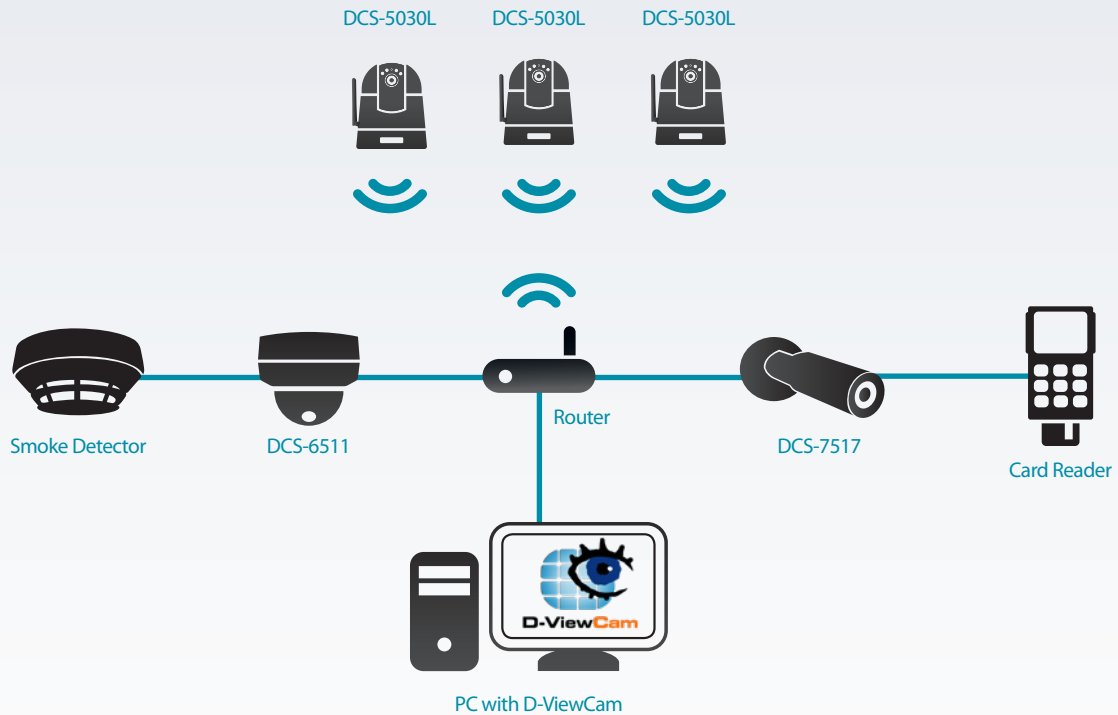 DCS-5030L DCS-5030L DCS-5030L
Router
Smoke Detector DCS-6511 DCS-7517
Card Reader
D-ViewCam
PC with D-ViewCam